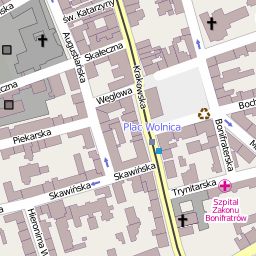 św. Katarzyny
Skałeczna
Augustiańska
Krakowska
Węglowa
Plac Wolnica
Piekarska
Bonifraterska
Skawińska
Trynitarska
Skawińska
Szpital
Zakonu
Bonifratrów